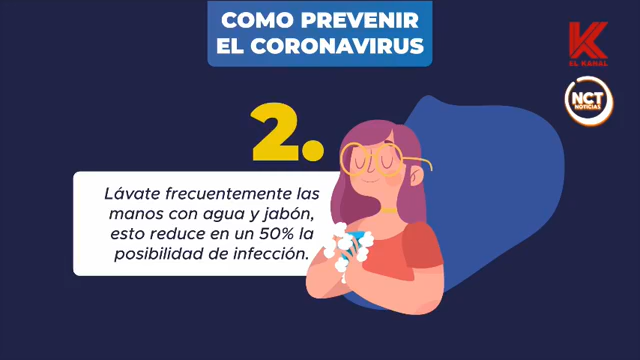 COMO PREVENIR
EL CORONAVIRUS
K
EL KANAL
NCT
NOTICIAS
2.
Lávate frecuentemente las
manos con agua y jabón,
esto reduce en un 50% la
posibilidad de infección.